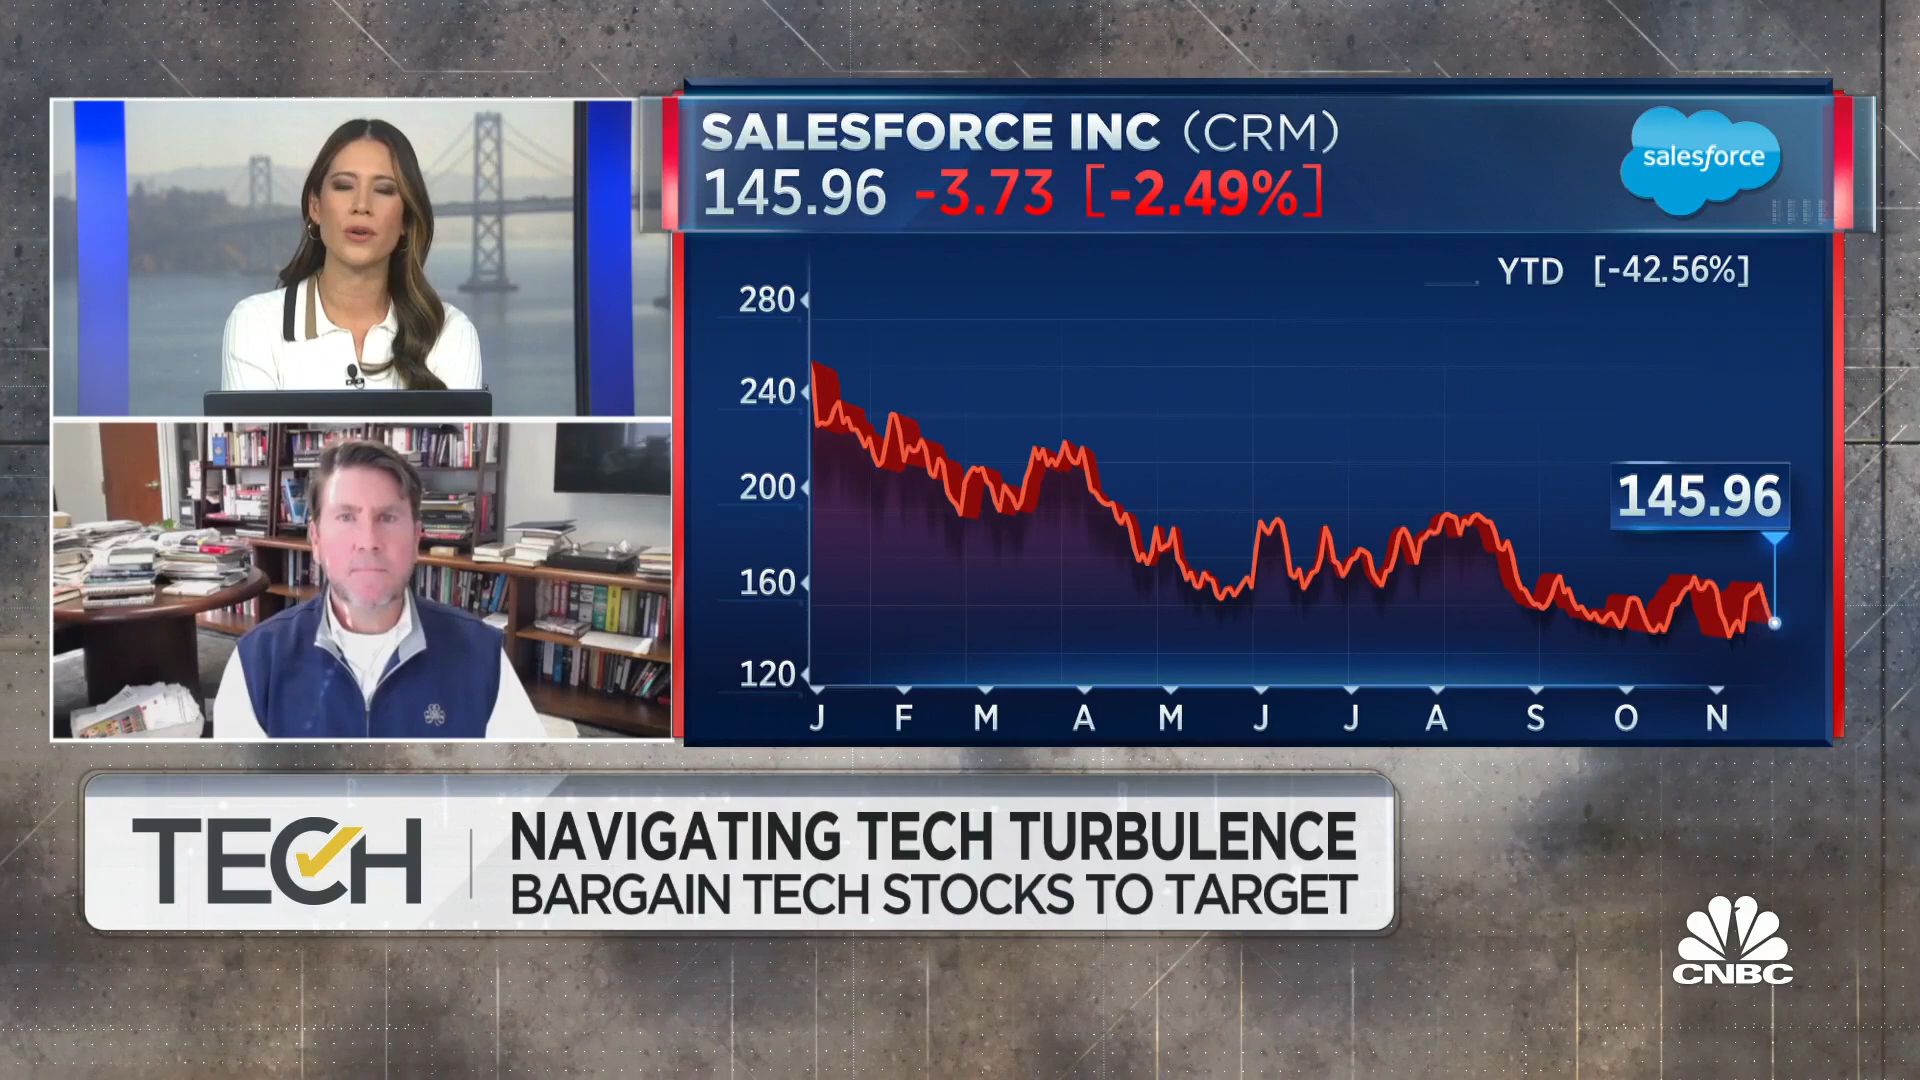 SALESFORCE INC (CRM)
145.96 -3.73 [-2.49%]
salesforce
YTD [-42.56%]
280
240
200
160
120
145.96
J F M A M J J A S O N
TECH
NAVIGATING TECH TURBULENCE
BARGAIN TECH STOCKS TO TARGET
CNBC